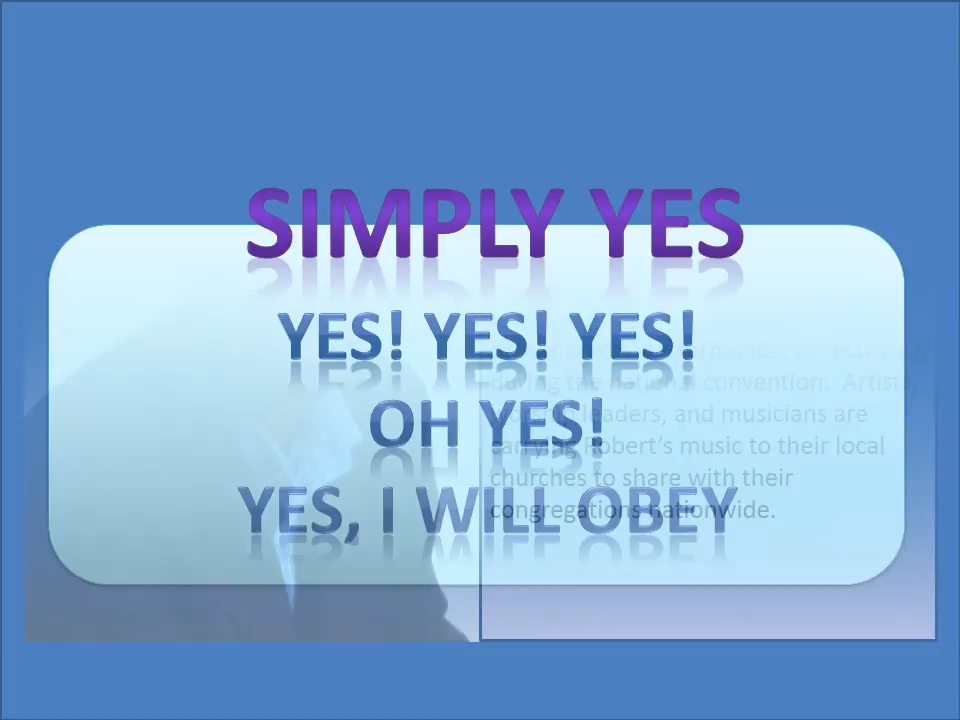 SIMPLY YES
YES! YES! YES!
OH YES!
YES, I WILL OBEY
during the national convention. Artists,
leaders, and musicians are
carrying Robert's music to their local
churches to share with their
congregations nationwide.